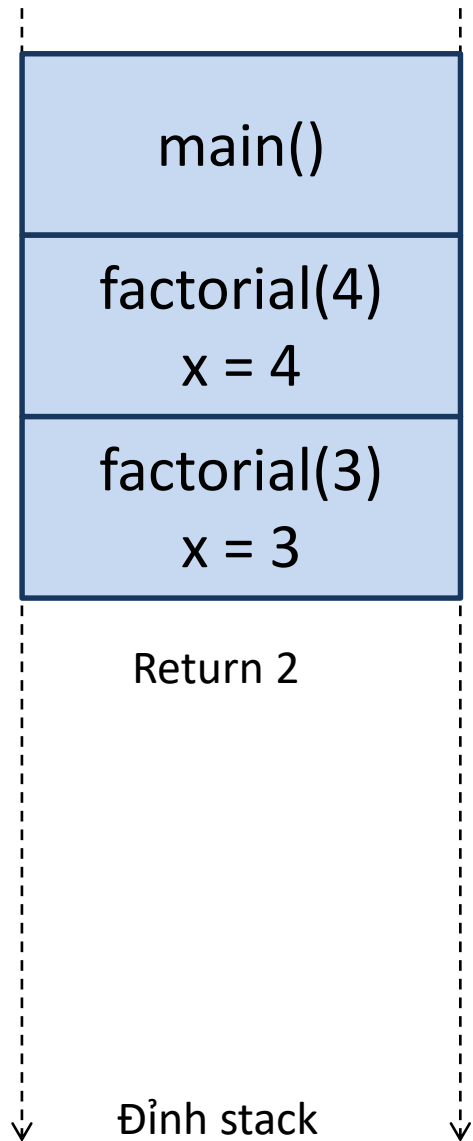 main()
factorial(4)
x = 4
factorial(3)
x = 3
Return 2
Đỉnh stack